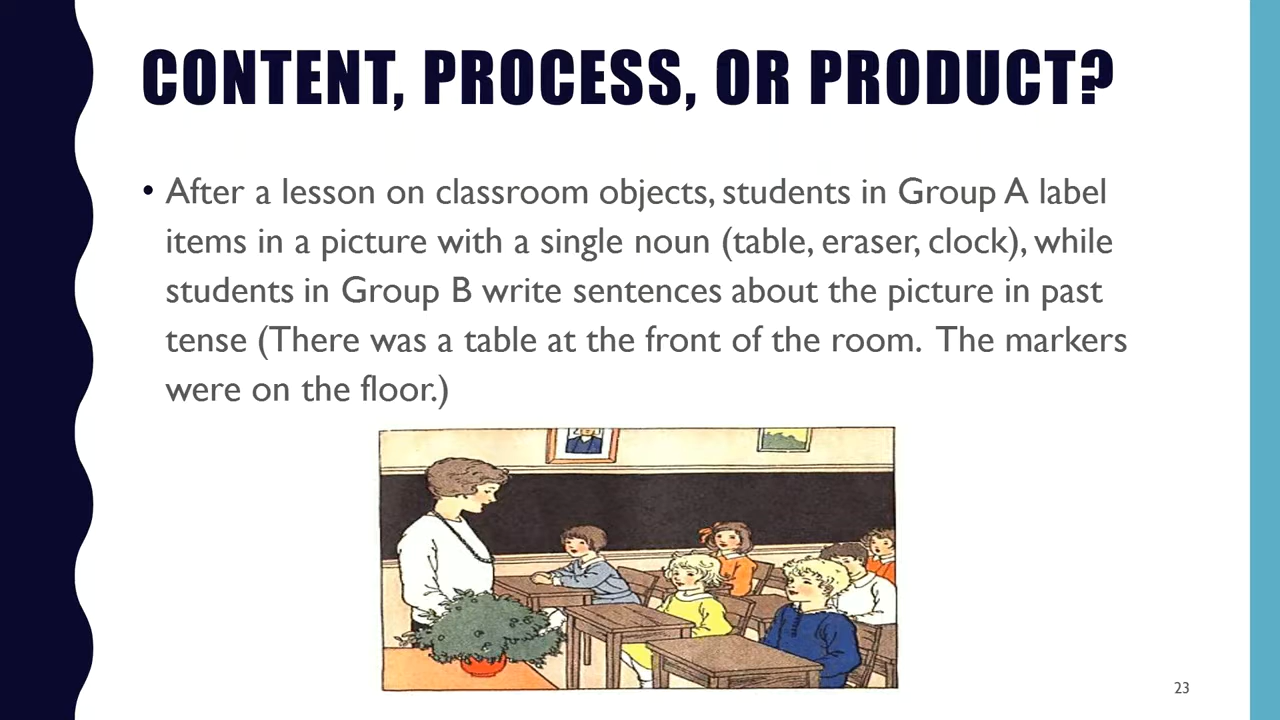 CONTENT, PROCESS, OR PRODUCT?
• After a lesson on classroom objects, students in Group A label
items in a picture with a single noun (table, eraser, clock), while
students in Group B write sentences about the picture in past
tense (There was a table at the front of the room. The markers
were on the floor.)
23